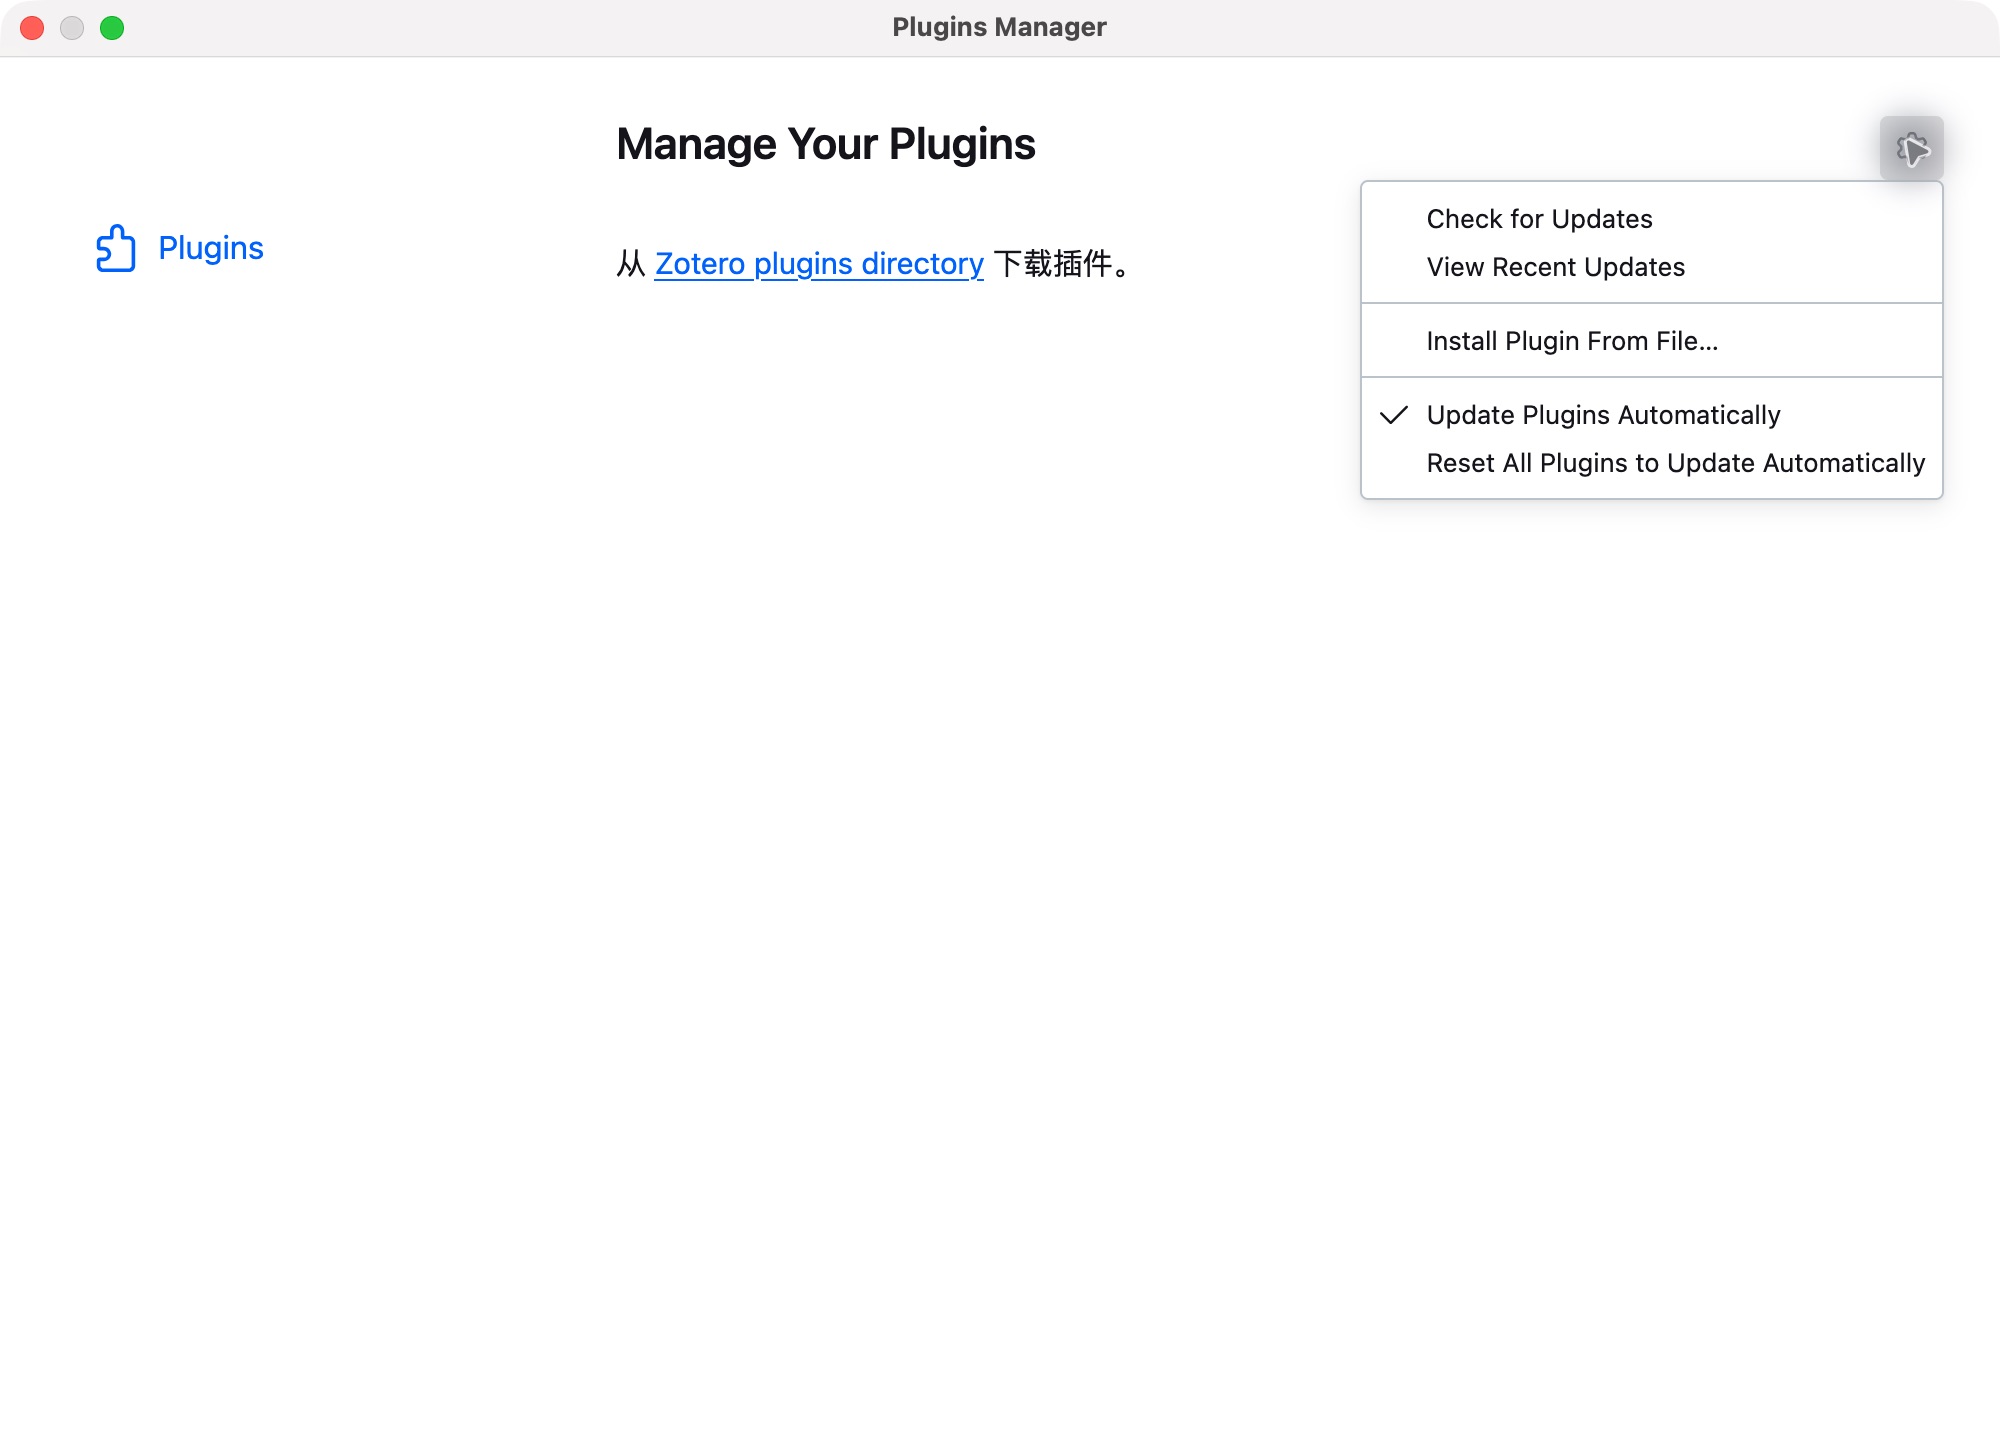 Plugins Manager
Manage Your Plugins
Plugins
从 Zotero plugins directory 下载插件。
Check for Updates
View Recent Updates
Install Plugin From File...
Update Plugins Automatically
Reset All Plugins to Update Automatically